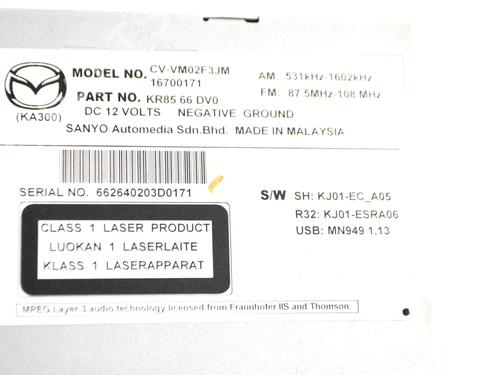 MODEL NO. CV-VM02F3JM
16700171
AM: 531kHz-1602kHz
PART NO. KR85 66 DV0
FM: 87.5MHz-108 MHz
(KA300)
DC 12 VOLTS NEGATIVE GROUND
SANYO Automedia Sdn.Bhd. MADE IN MALAYSIA
SERIAL NO. 662640203D0171
S/W SH: KJ01-EC_A05
R32: KJ01-ESRA06
USB: MN949 1.13
CLASS 1 LASER PRODUCT
LUOKAN 1 LASERLAITE
KLASS 1 LASERAPPARAT
MPEG Layer-3 audio technology licensed from Fraunhofer IIS and Thomson.